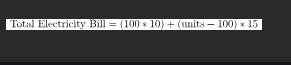 Total Electricity Bill = (100 * 10) + (units − 100) * 15